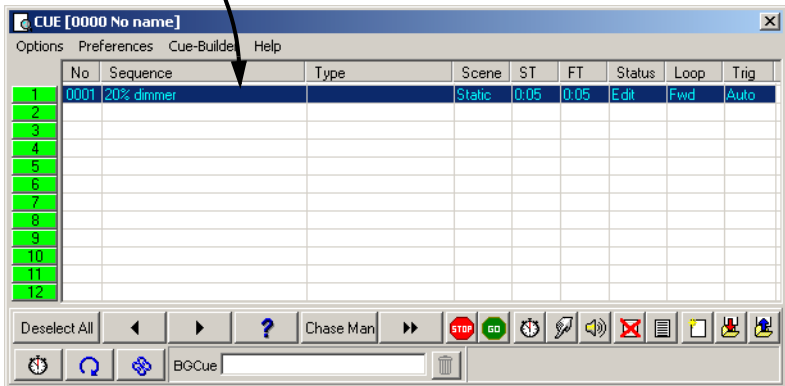 CUE [0000 No name]
Options Preferences Cue-Builder Help
No Sequence Type Scene ST FT Status Loop Trig
1 0001 20% dimmer Static 0:05 0:05 Edit Fwd Auto
2
3
4
5
6
7
8
9
10
11
12
Deselect All ? Chase Man STOP GO
BGCue